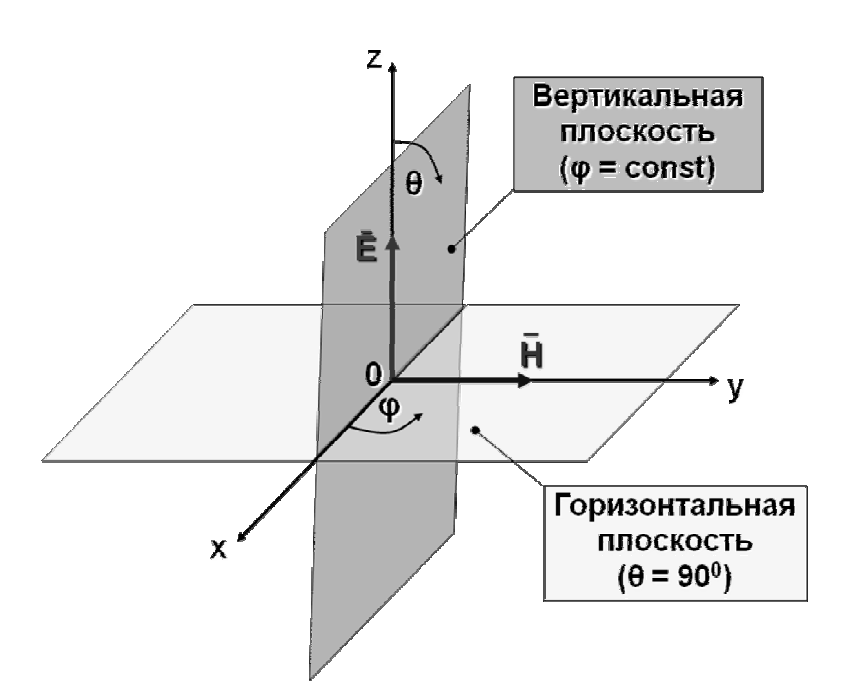 z
Вертикальная
плоскость
(φ = const)
θ
Ē
H̄
0
y
φ
x
Горизонтальная
плоскость
(θ = 90⁰)